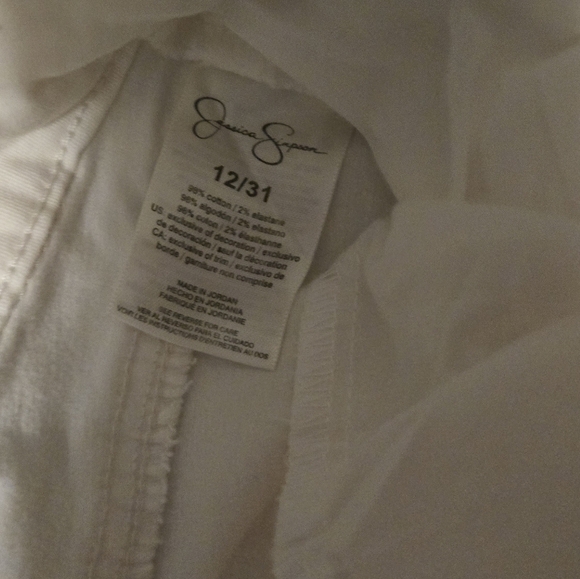 Jessica Simpson
12/31
98% cotton / 2% elastane
98% algodón / 2% elastano
98% coton / 2% élasthanne
US: exclusive of decoration / exclusivo
de decoración / sauf la décoration
CA: exclusive of trim / exclusivo de
borde / garniture non comprise
MADE IN JORDAN
HECHO EN JORDANIA
FABRIQUÉ EN JORDANIE
SEE REVERSE FOR CARE
VER AL REVERSO PARA EL CUIDADO
VOIR LES INSTRUCTIONS D'ENTRETIEN AU DOS